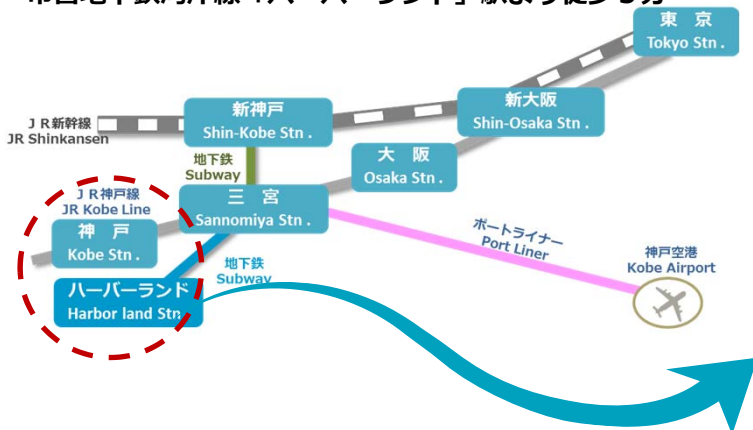 東 京
Tokyo Stn .
新大阪
Shin-Osaka Stn .
新神戸
Shin-Kobe Stn .
ＪＲ新幹線
JR Shinkansen
地下鉄
Subway
大 阪
Osaka Stn .
三 宮
Sannomiya Stn .
ＪＲ神戸線
JR Kobe Line
神 戸
Kobe Stn .
ポートライナー
Port Liner
神戸空港
Kobe Airport
地下鉄
Subway
ハーバーランド
Harbor land Stn.